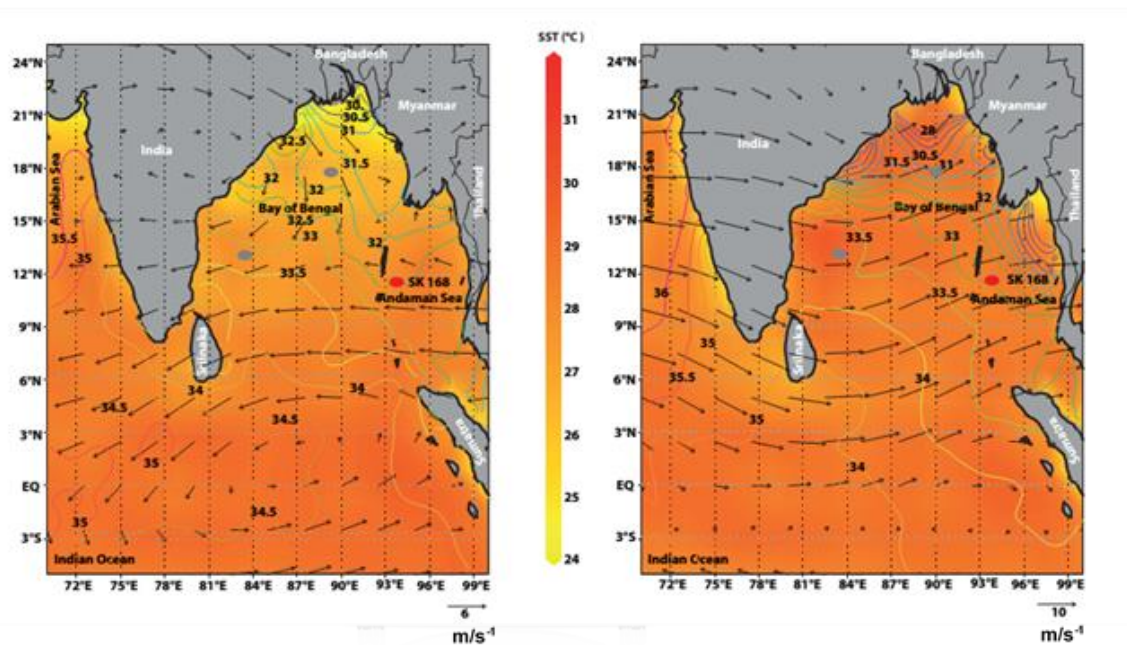 SST (°C)
31
30
29
28
27
26
25
24
24°N
21°N
18°N
15°N
12°N
9°N
6°N
3°N
EQ
3°S
72°E
75°E
78°E
81°E
84°E
87°E
90°E
93°E
96°E
99°E
Bangladesh
Myanmar
India
Thailand
Arabian Sea
Bay of Bengal
SK 168
Andaman Sea
Srilnaka
Sumatra
Indian Ocean
30
30.5
31
32.5
31.5
32
32
32.5
33
32
35.5
35
33.5
34
34
34.5
34.5
35
34.5
35
6
m/s⁻¹
24°N
21°N
18°N
15°N
12°N
9°N
6°N
3°N
EQ
3°S
72°E
75°E
78°E
81°E
84°E
87°E
90°E
93°E
96°E
99°E
Bangladesh
Myanmar
India
Thailand
Arabian Sea
Bay of Bengal
SK 168
Andaman Sea
Srilnaka
Sumatra
Indian Ocean
28
30.5
31.5
31
32
33.5
33
33.5
36
35
35.5
34
35
34
10
m/s⁻¹